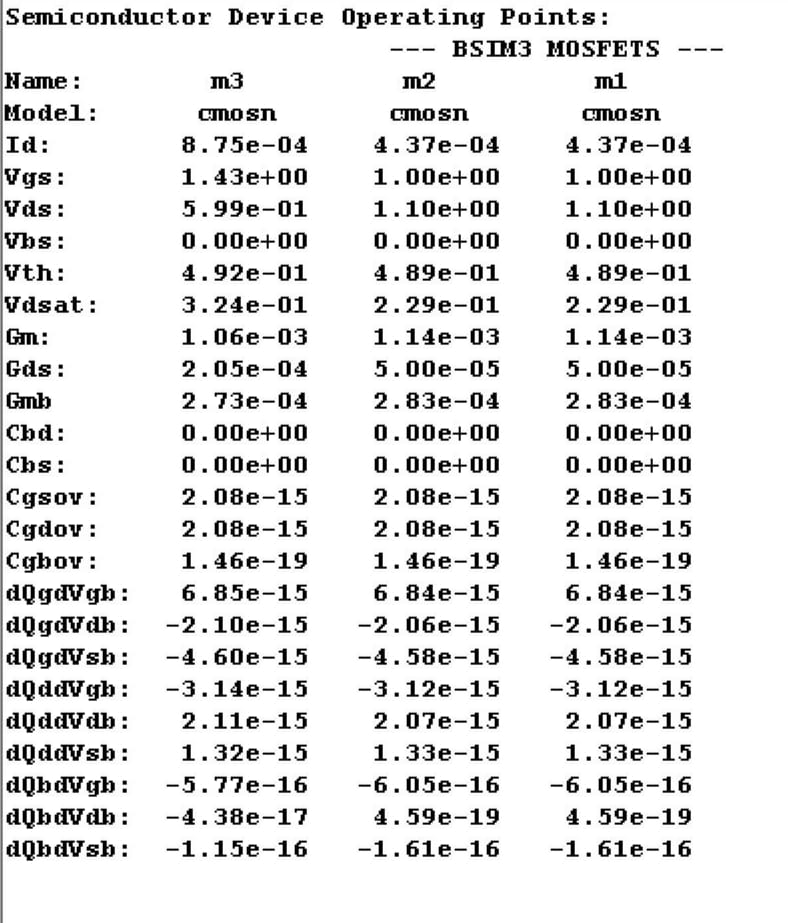 Semiconductor Device Operating Points:
--- BSIM3 MOSFETS ---
Name: m3 m2 m1
Model: cmosn cmosn cmosn
Id: 8.75e-04 4.37e-04 4.37e-04
Vgs: 1.43e+00 1.00e+00 1.00e+00
Vds: 5.99e-01 1.10e+00 1.10e+00
Vbs: 0.00e+00 0.00e+00 0.00e+00
Vth: 4.92e-01 4.89e-01 4.89e-01
Vdsat: 3.24e-01 2.29e-01 2.29e-01
Gm: 1.06e-03 1.14e-03 1.14e-03
Gds: 2.05e-04 5.00e-05 5.00e-05
Gmb 2.73e-04 2.83e-04 2.83e-04
Cbd: 0.00e+00 0.00e+00 0.00e+00
Cbs: 0.00e+00 0.00e+00 0.00e+00
Cgsov: 2.08e-15 2.08e-15 2.08e-15
Cgdov: 2.08e-15 2.08e-15 2.08e-15
Cgbov: 1.46e-19 1.46e-19 1.46e-19
dQgdVgb: 6.85e-15 6.84e-15 6.84e-15
dQgdVdb: -2.10e-15 -2.06e-15 -2.06e-15
dQgdVsb: -4.60e-15 -4.58e-15 -4.58e-15
dQddVgb: -3.14e-15 -3.12e-15 -3.12e-15
dQddVdb: 2.11e-15 2.07e-15 2.07e-15
dQddVsb: 1.32e-15 1.33e-15 1.33e-15
dQbdVgb: -5.77e-16 -6.05e-16 -6.05e-16
dQbdVdb: -4.38e-17 4.59e-19 4.59e-19
dQbdVsb: -1.15e-16 -1.61e-16 -1.61e-16